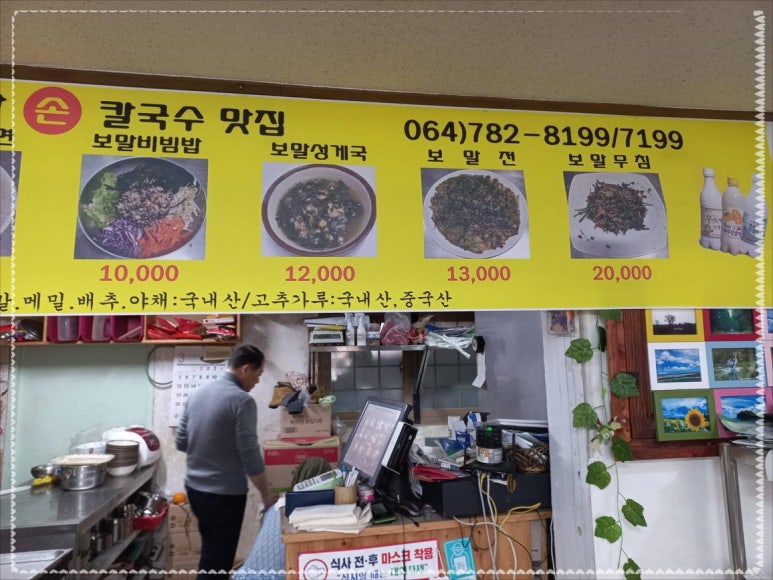 손 칼국수 맛집
064)782-8199/7199
면
보말비빔밥
보말성게국
보 말 전
보 말 무 침
10,000
12,000
13,000
20,000
말.메밀.배추.야채:국내산/고추가루:국내산,중국산
3
식사 전·후 마스크 착용